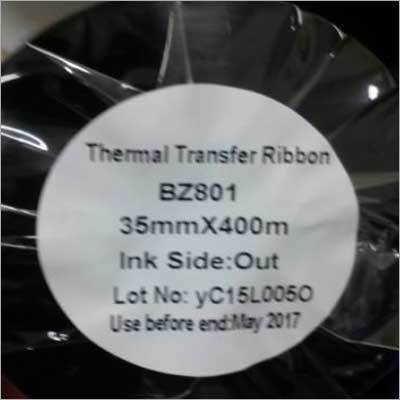 Thermal Transfer Ribbon
BZ801
35mmX400m
Ink Side:Out
Lot No: yC15L005O
Use before end:May 2017